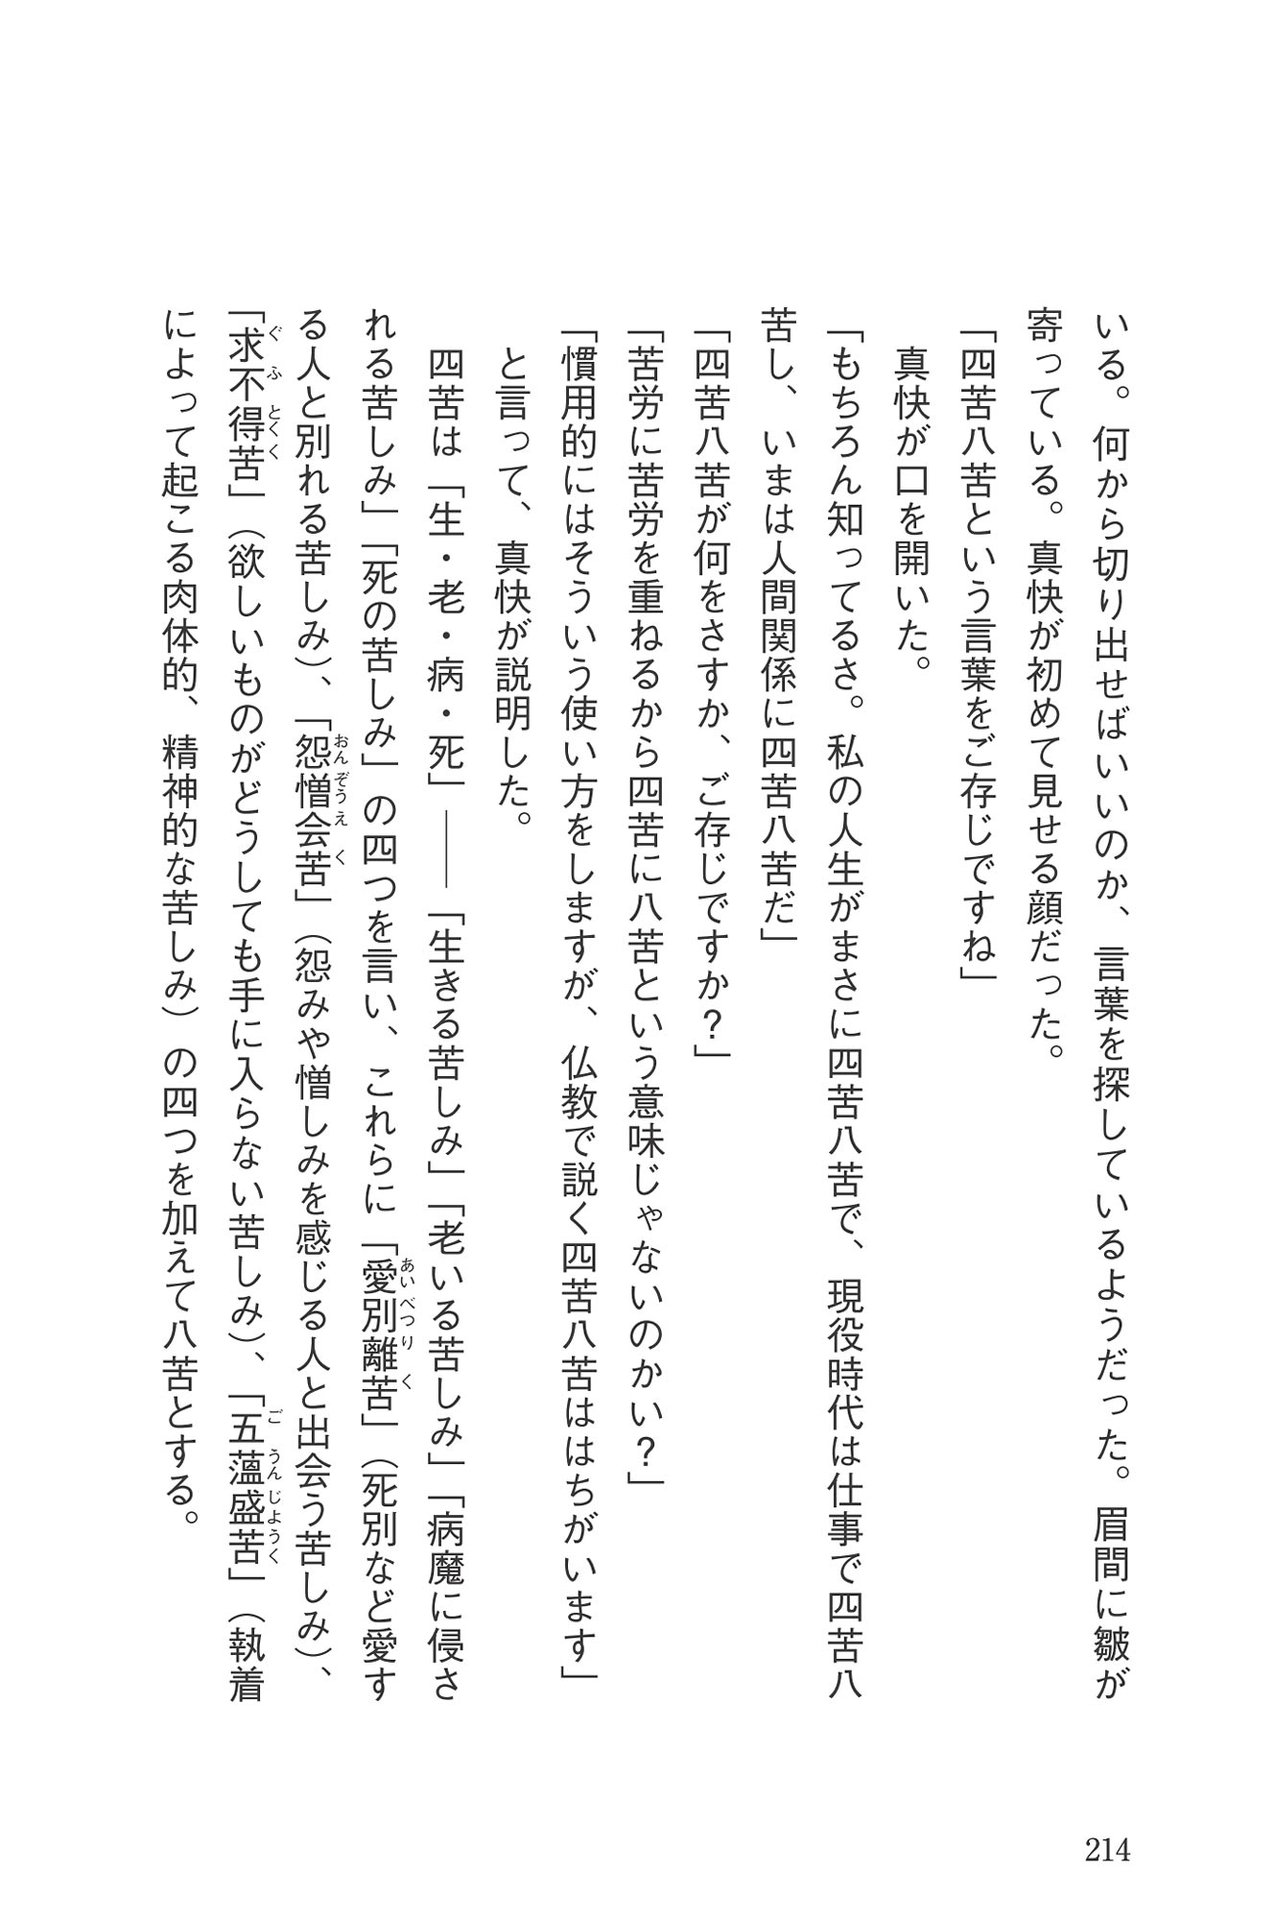 いる。何から切り出せばいいのか、言葉を探しているようだった。眉間に皺が
寄っている。真快が初めて見せる顔だった。
「四苦八苦という言葉をご存じですね」
真快が口を開いた。
「もちろん知ってるさ。私の人生がまさに四苦八苦で、現役時代は仕事で四苦八
苦し、いまは人間関係に四苦八苦だ」
「四苦八苦が何をさすか、ご存じですか？」
「苦労に苦労を重ねるから四苦に八苦という意味じゃないのかい？」
「慣用的にはそういう使い方をしますが、仏教で説く四苦八苦はちがいます」
と言って、真快が説明した。
四苦は「生・老・病・死」――「生きる苦しみ」「老いる苦しみ」「病魔に侵さ
れる苦しみ」「死の苦しみ」の四つを言い、これらに「愛別離苦」（死別など愛す
る人と別れる苦しみ）、「怨憎会苦」（怨みや憎しみを感じる人と出会う苦しみ）、
「求不得苦」（欲しいものがどうしても手に入らない苦しみ）、「五薀盛苦」（執着
によって起こる肉体的、精神的な苦しみ）の四つを加えて八苦とする。
214